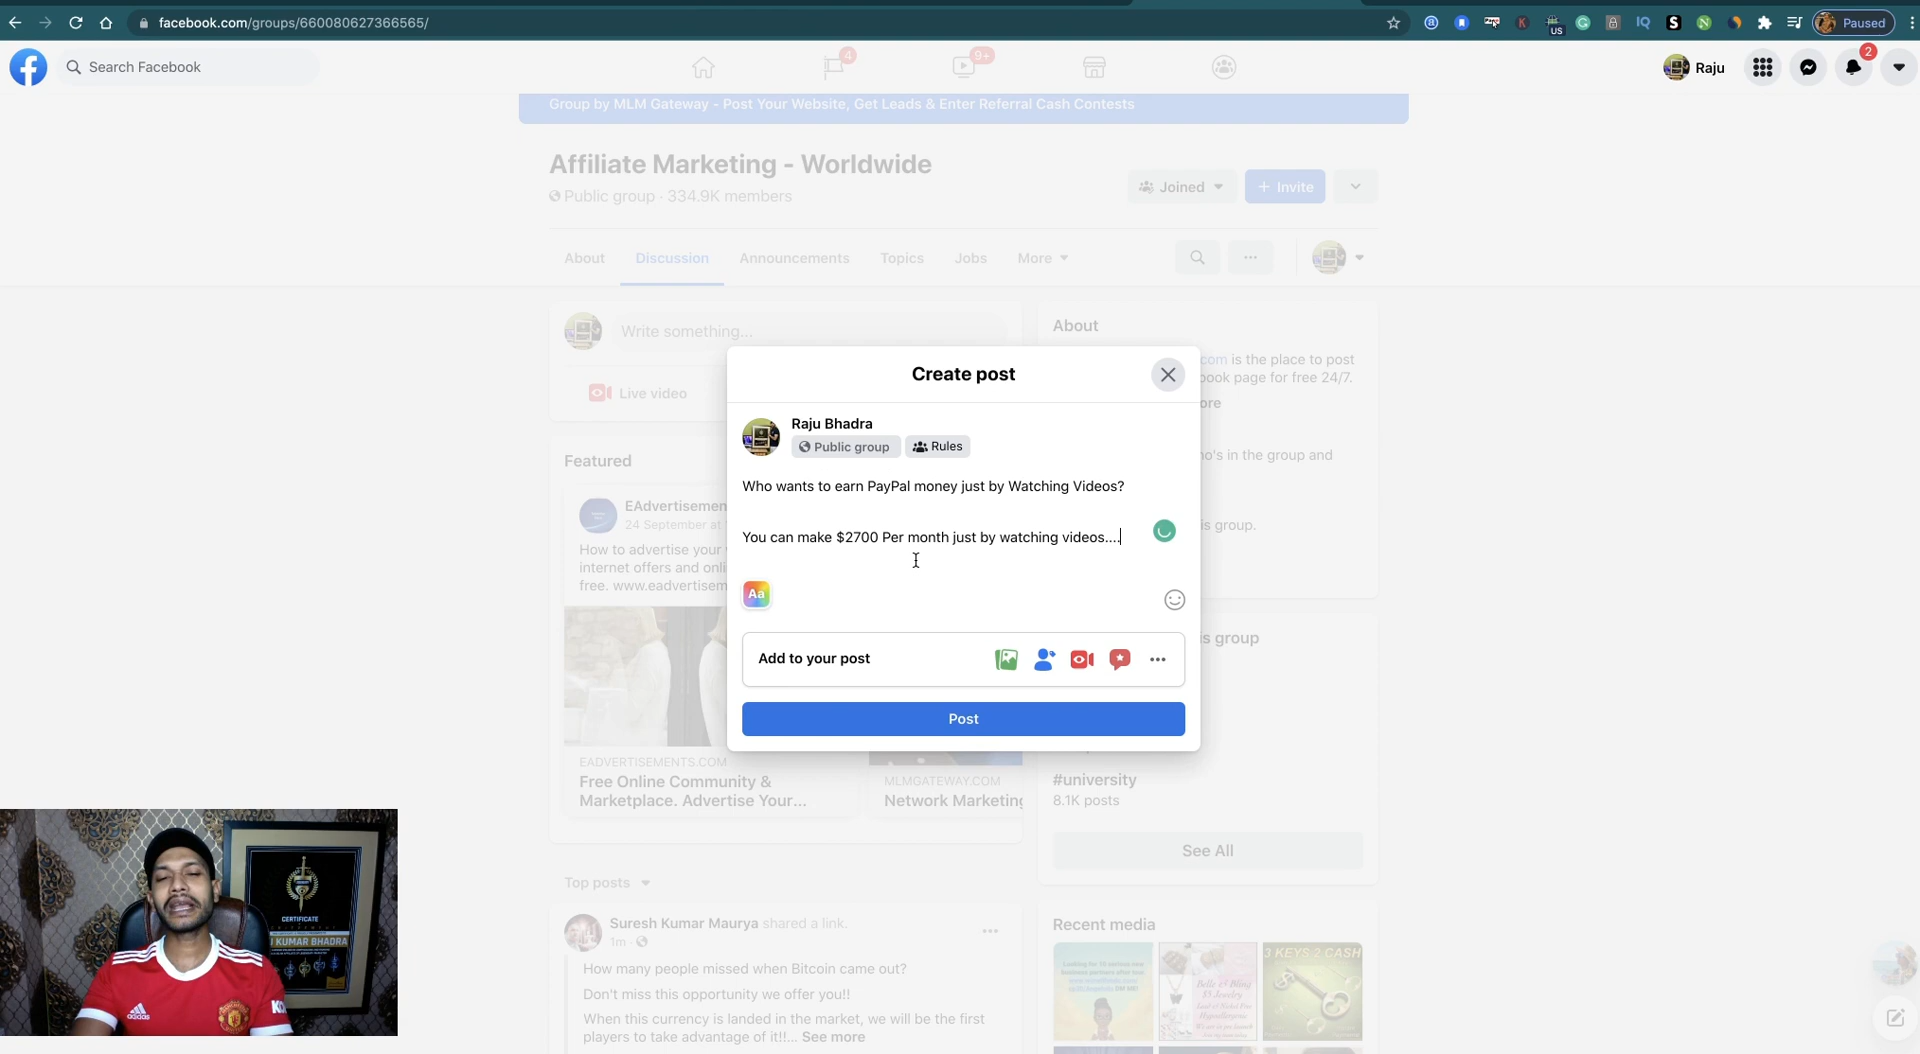 facebook.com/groups/660080627366565/
US
Paused
Search Facebook
4
9+
Raju
2
Group by MLM Gateway - Post Your Website, Get Leads & Enter Referral Cash Contests
Affiliate Marketing - Worldwide
Public group · 334.9K members
Joined
+ Invite
About
Discussion
Announcements
Topics
Jobs
More
Write something...
Live video
About
com is the place to post
book page for free 24/7.
ore
o's in the group and
s group.
Create post
Raju Bhadra
Public group
Rules
Who wants to earn PayPal money just by Watching Videos?
You can make $2700 Per month just by watching videos....
Aa
Add to your post
Post
Featured
EAdvertisemen
24 September at
How to advertise your
internet offers and onli
free. www.eadvertisem
EADVERTISEMENTS.COM
Free Online Community &
Marketplace. Advertise Your...
MLMGATEWAY.COM
Network Marketing
s group
#university
8.1K posts
See All
Top posts
Suresh Kumar Maurya shared a link.
1m ·
How many people missed when Bitcoin came out?
Don't miss this opportunity we offer you!!
When this currency is landed in the market, we will be the first
players to take advantage of it!!... See more
Recent media
3 KEYS 2 CASH
CERTIFICATE
KUMAR BHADRA
adidas